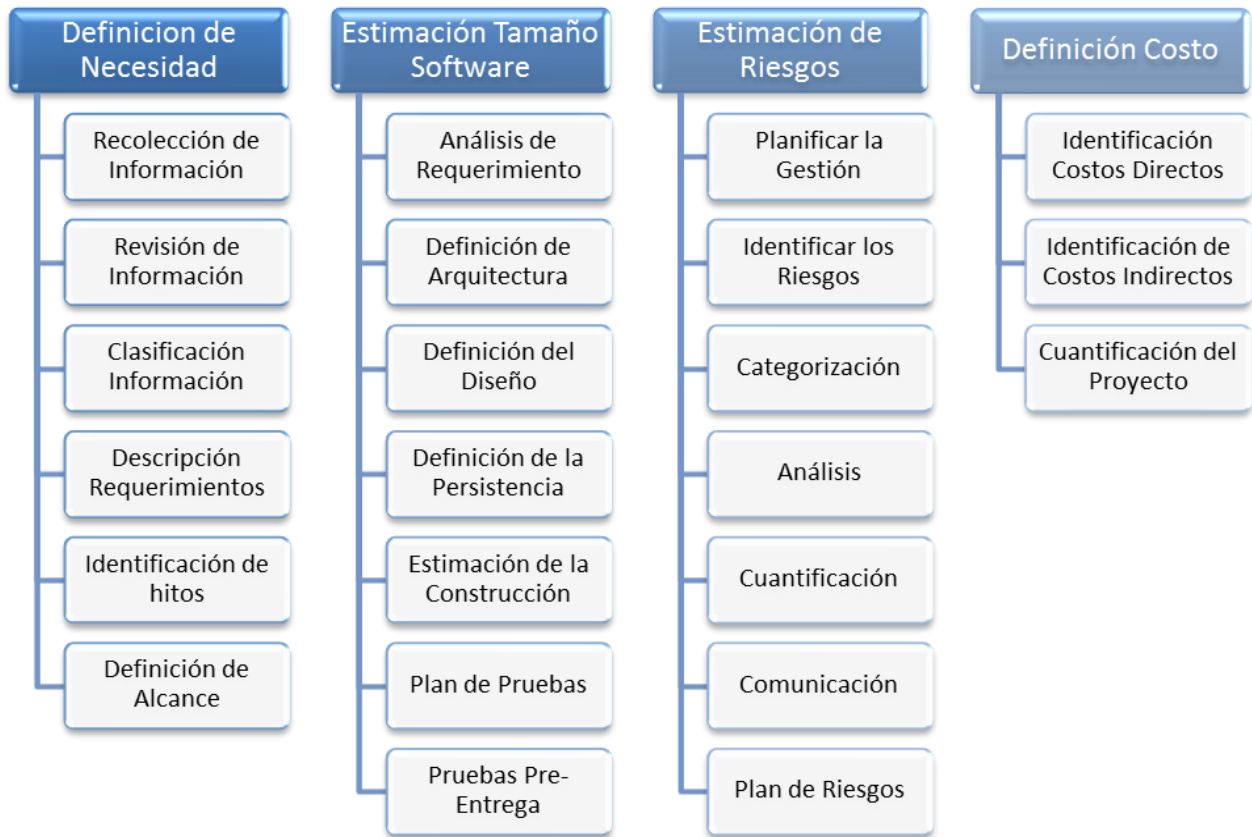 Definicion de
Necesidad
Recolección de
Información
Revisión de
Información
Clasificación
Información
Descripción
Requerimientos
Identificación de
hitos
Definición de
Alcance
Estimación Tamaño
Software
Análisis de
Requerimiento
Definición de
Arquitectura
Definición del
Diseño
Definición de la
Persistencia
Estimación de la
Construcción
Plan de Pruebas
Pruebas Pre-
Entrega
Estimación de
Riesgos
Planificar la
Gestión
Identificar los
Riesgos
Categorización
Análisis
Cuantificación
Comunicación
Plan de Riesgos
Definición Costo
Identificación
Costos Directos
Identificación de
Costos Indirectos
Cuantificación del
Proyecto